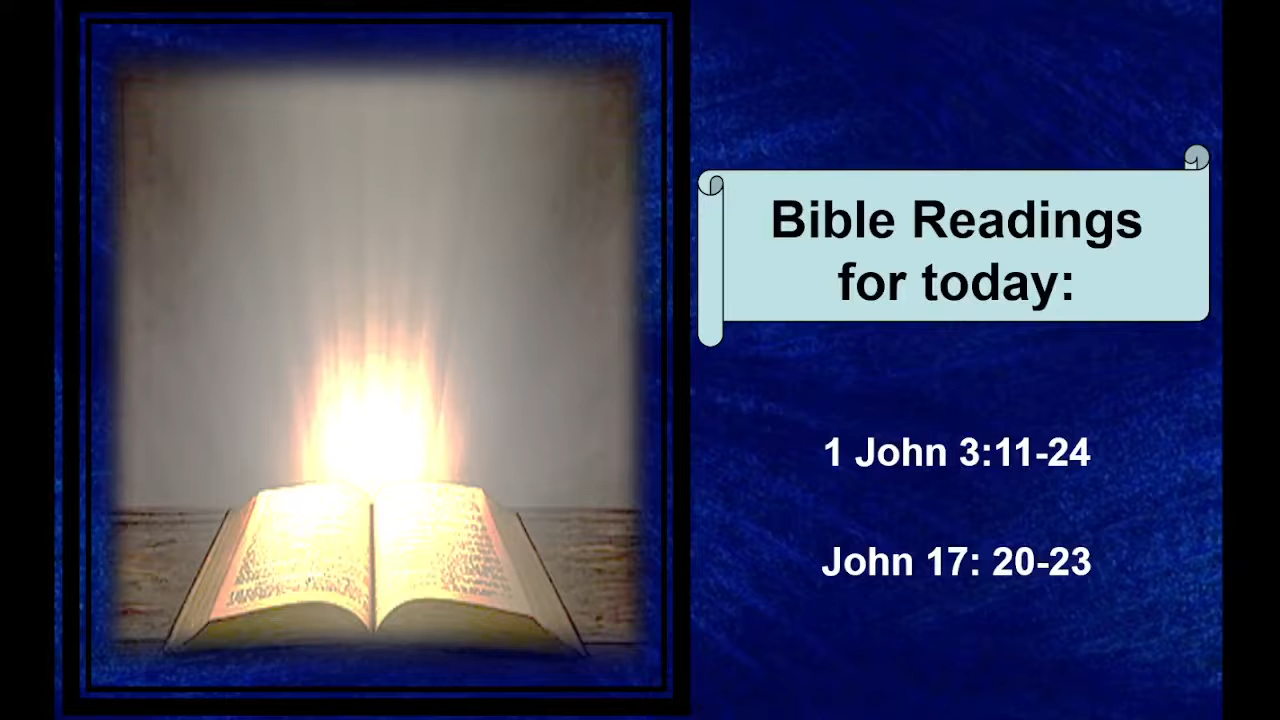 Bible Readings
for today:
1 John 3:11-24
John 17: 20-23